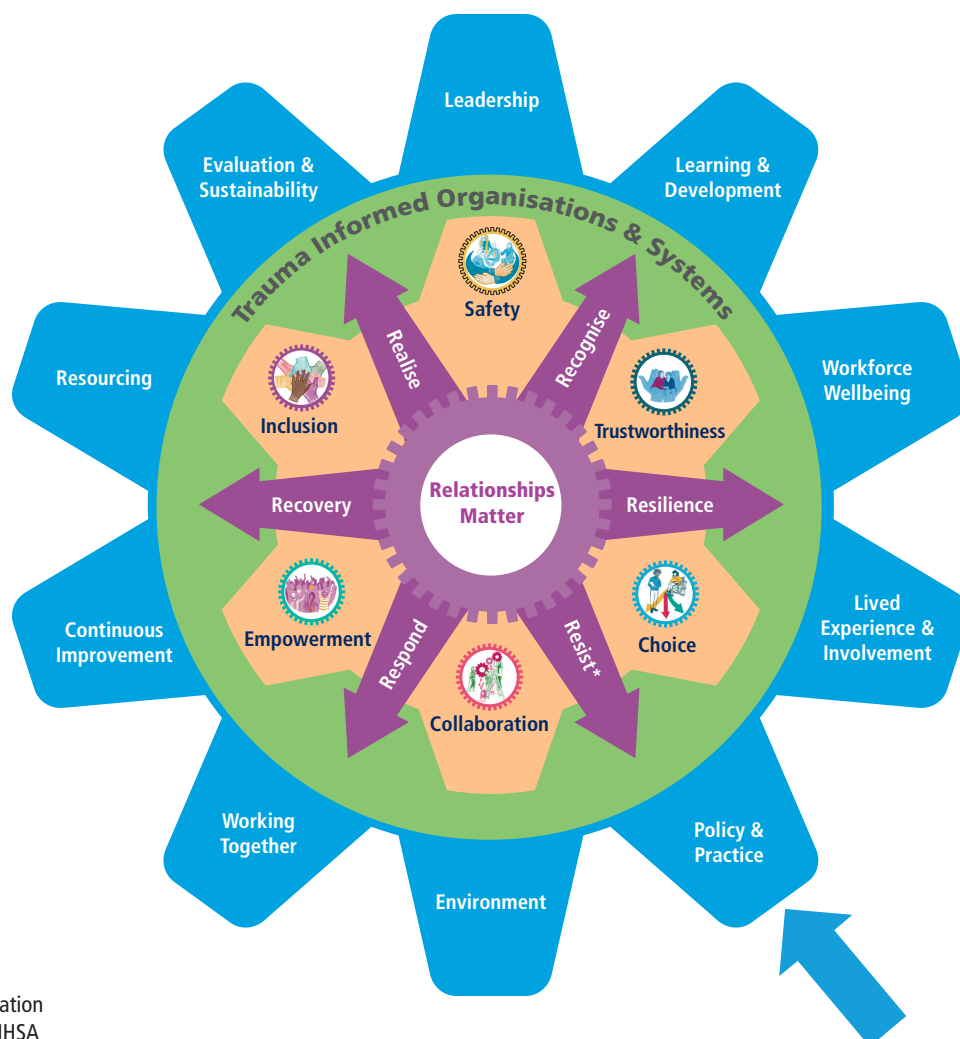 Leadership
Learning &
Development
Workforce
Wellbeing
Lived
Experience &
Involvement
Policy &
Practice
Environment
Working
Together
Continuous
Improvement
Resourcing
Evaluation &
Sustainability
Trauma Informed Organisations & Systems
Safety
Trustworthiness
Choice
Collaboration
Empowerment
Inclusion
Realise
Recognise
Resilience
Resist*
Respond
Recovery
Relationships
Matter
ation
HSA